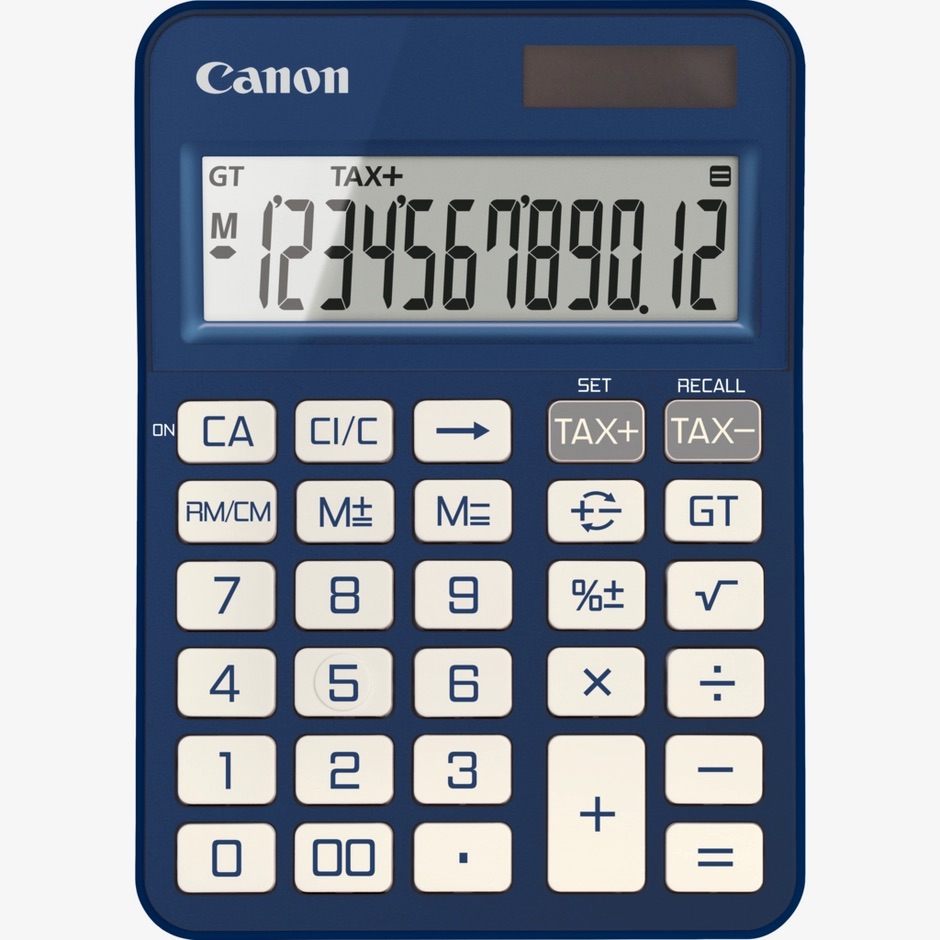 Canon
GT TAX+ =
M
- 1'234'567'890.12
SET RECALL
ON CA CI/C → TAX+ TAX−
RM/CM M± M= +⇄− GT
7 8 9 %± √
4 5 6 × ÷
1 2 3 −
+
0 00 . =